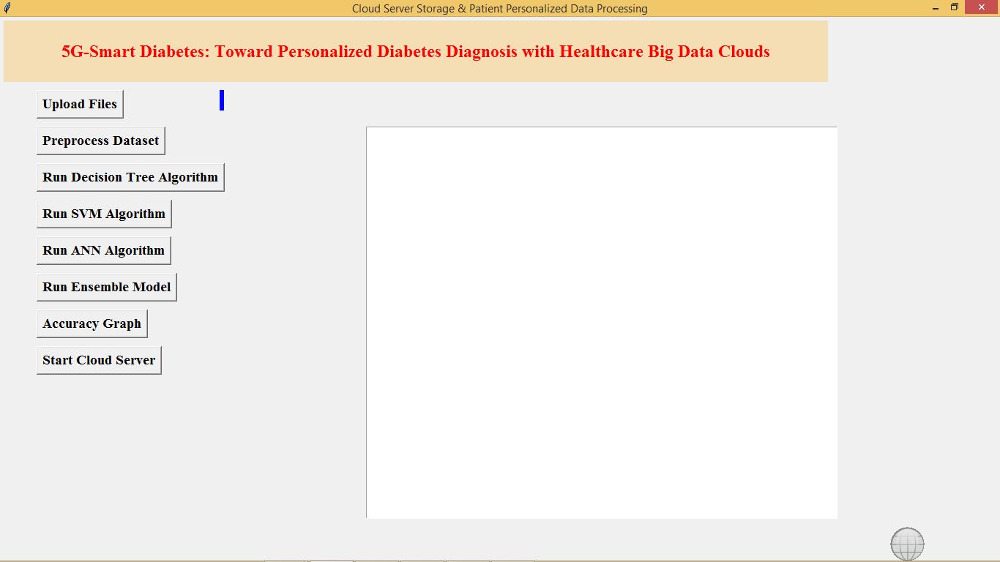 Cloud Server Storage & Patient Personalized Data Processing
5G-Smart Diabetes: Toward Personalized Diabetes Diagnosis with Healthcare Big Data Clouds
Upload Files
Preprocess Dataset
Run Decision Tree Algorithm
Run SVM Algorithm
Run ANN Algorithm
Run Ensemble Model
Accuracy Graph
Start Cloud Server